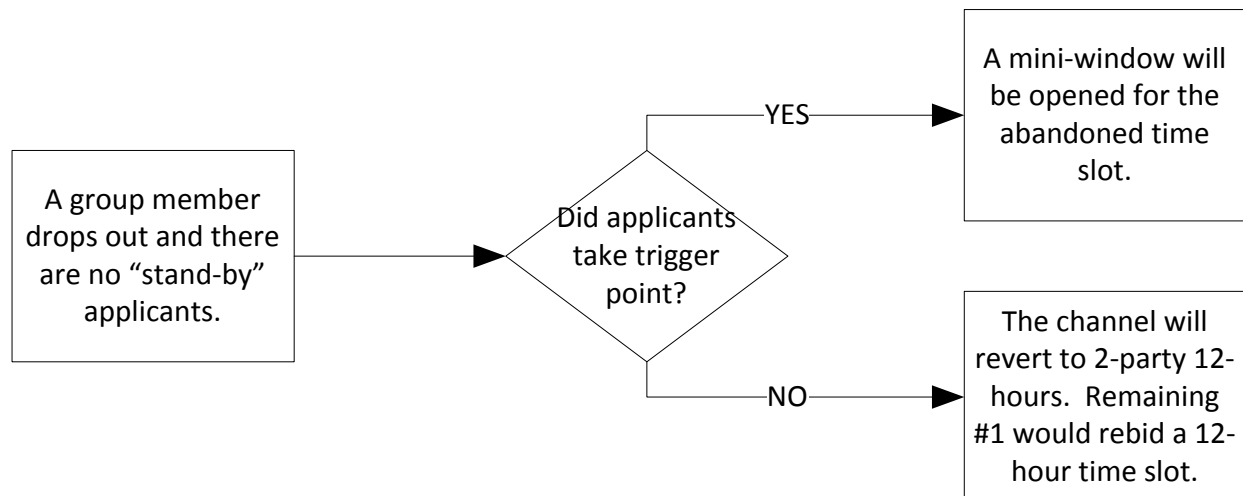 A group member
drops out and there
are no “stand-by”
applicants.
Did applicants
take trigger
point?
YES
A mini-window will
be opened for the
abandoned time
slot.
NO
The channel will
revert to 2-party 12-
hours.  Remaining
#1 would rebid a 12-
hour time slot.